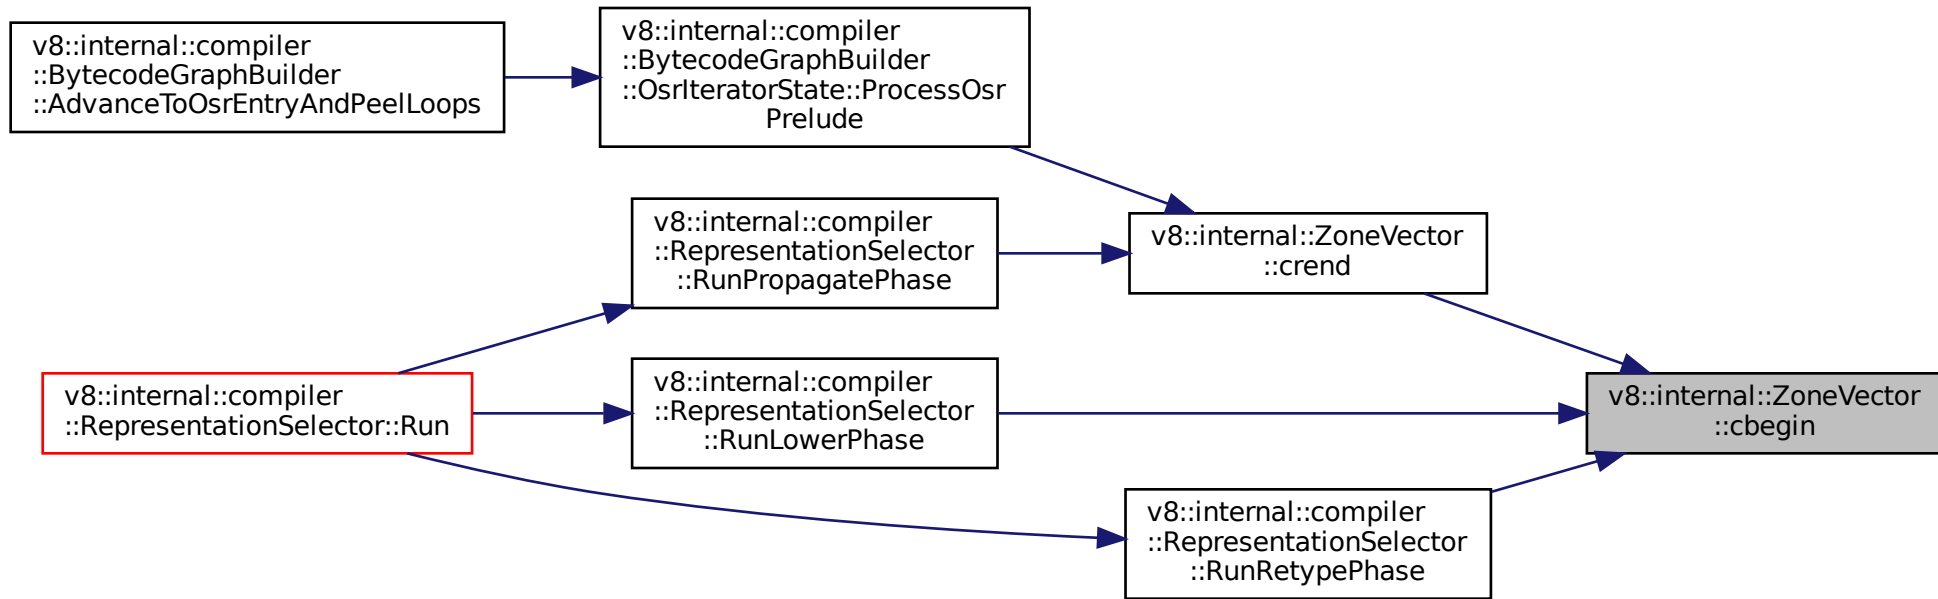 v8::internal::compiler
::BytecodeGraphBuilder
::AdvanceToOsrEntryAndPeelLoops
v8::internal::compiler
::BytecodeGraphBuilder
::OsrIteratorState::ProcessOsr
Prelude
v8::internal::compiler
::RepresentationSelector
::RunPropagatePhase
v8::internal::ZoneVector
::crend
v8::internal::compiler
::RepresentationSelector::Run
v8::internal::compiler
::RepresentationSelector
::RunLowerPhase
v8::internal::ZoneVector
::cbegin
v8::internal::compiler
::RepresentationSelector
::RunRetypePhase